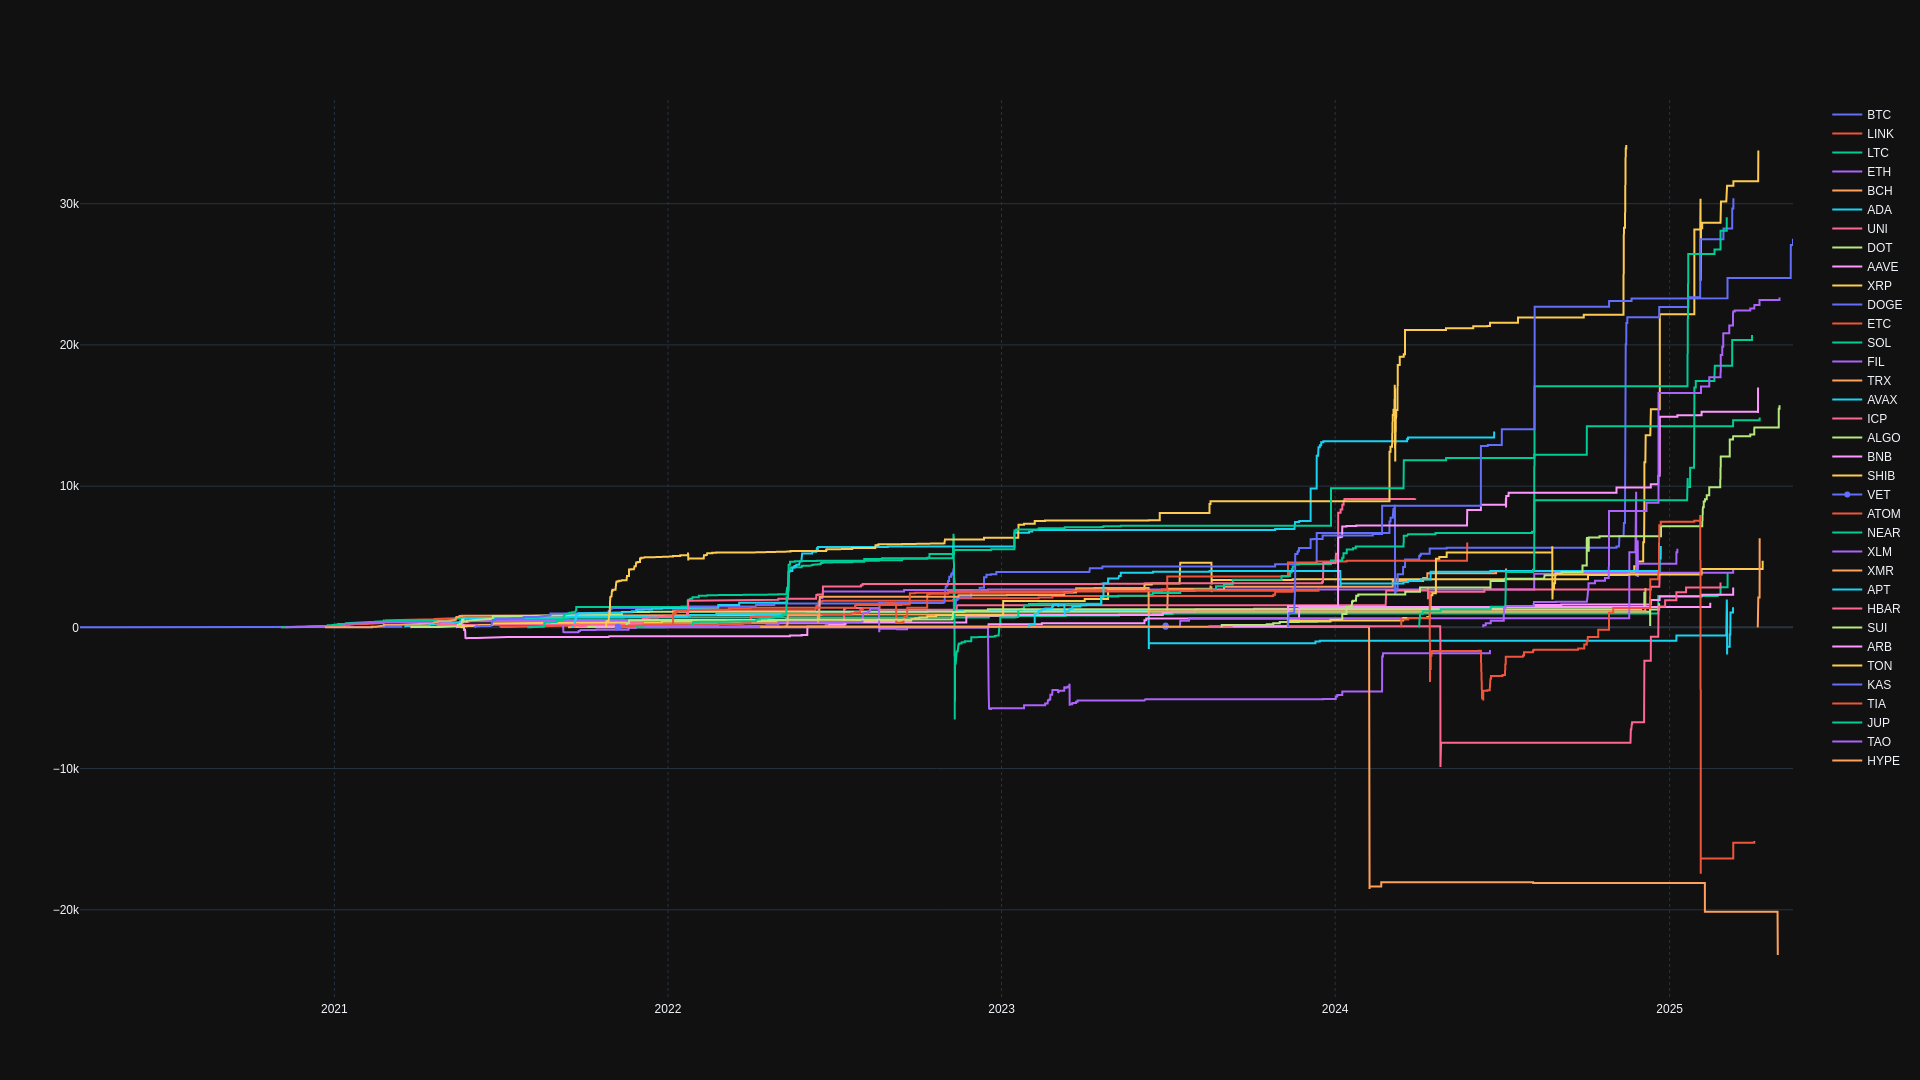 30k
20k
10k
0
−10k
−20k
2021
2022
2023
2024
2025
BTC
LINK
LTC
ETH
BCH
ADA
UNI
DOT
AAVE
XRP
DOGE
ETC
SOL
FIL
TRX
AVAX
ICP
ALGO
BNB
SHIB
VET
ATOM
NEAR
XLM
XMR
APT
HBAR
SUI
ARB
TON
KAS
TIA
JUP
TAO
HYPE